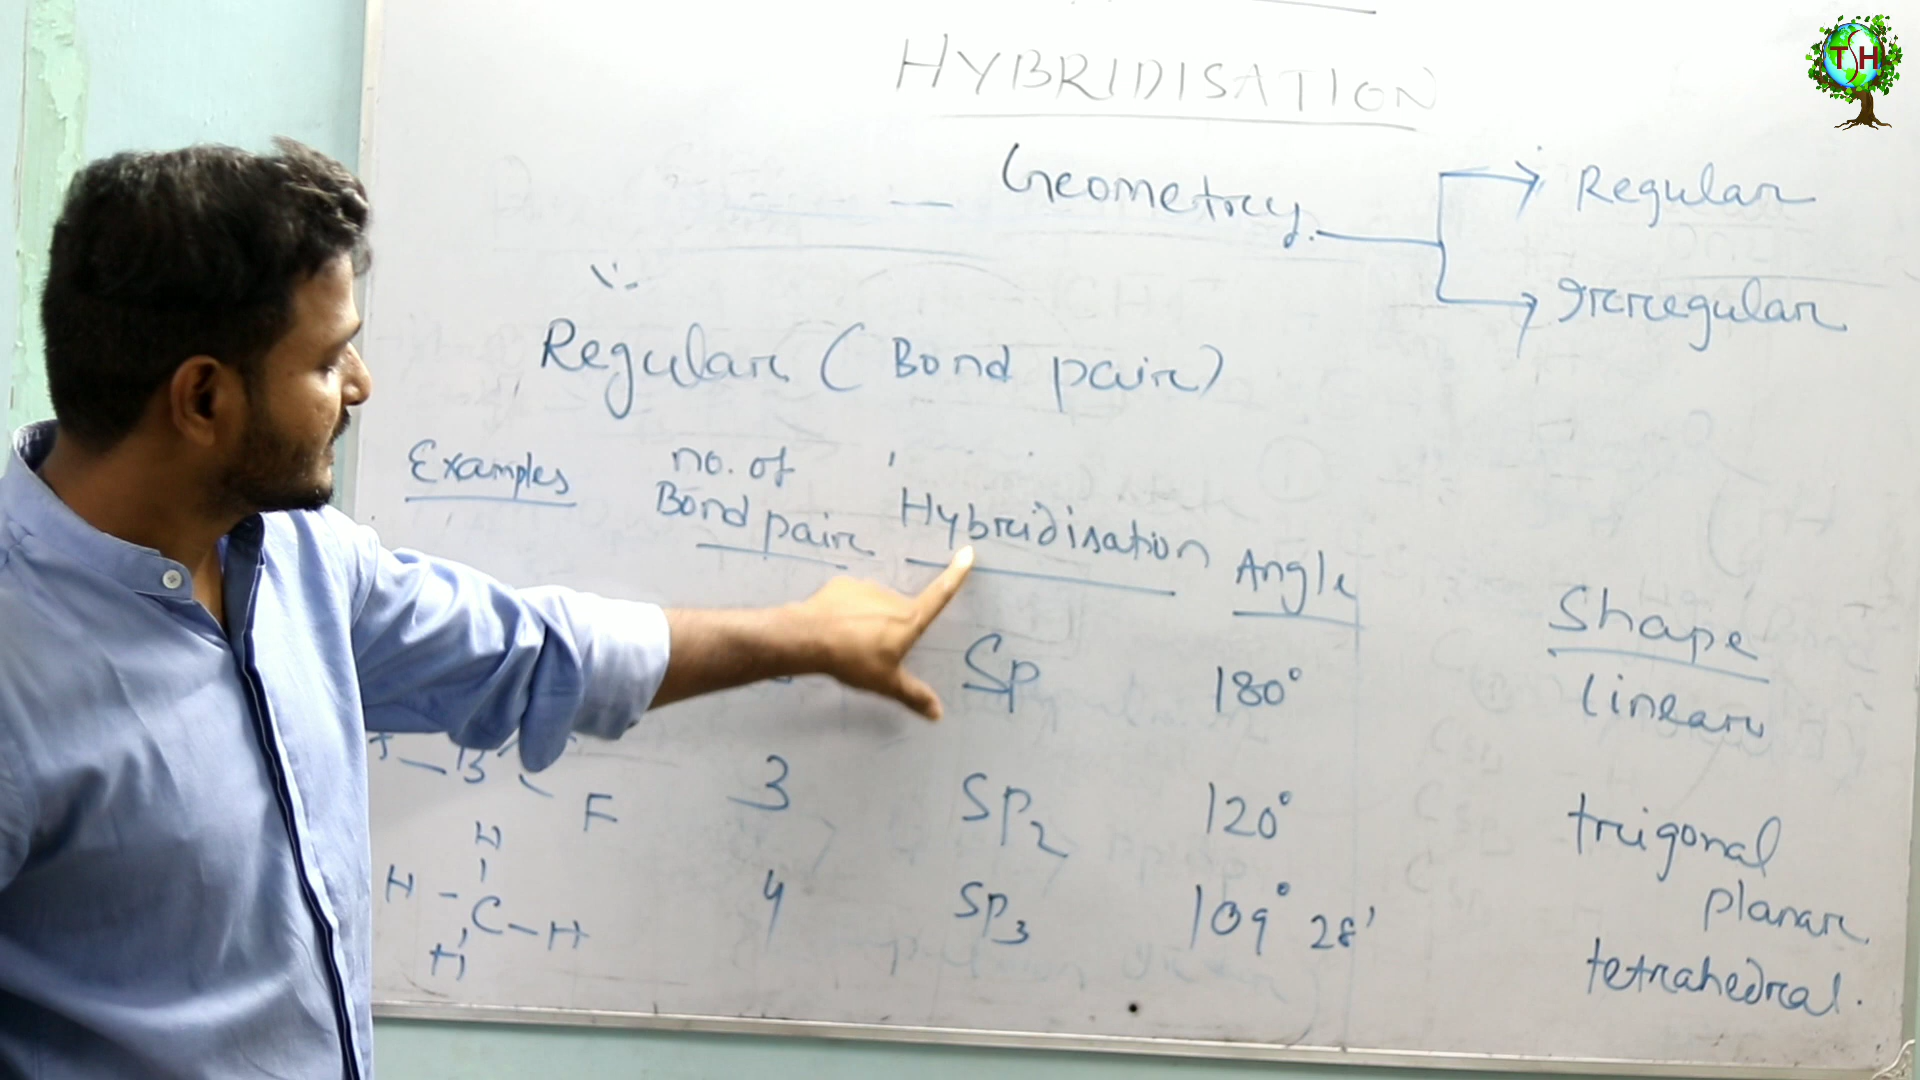 TSH
HYBRIDISATION
Geometry.
Regular
Irregular
Regular (Bond pair)
Examples
no. of
Bond pair
Hybridisation
Angle
Shape
Sp
180°
linear
B
F
3
Sp2
120°
trigonal
planar
H
H - C - H
H
4
Sp3
109° 28'
tetrahedral.